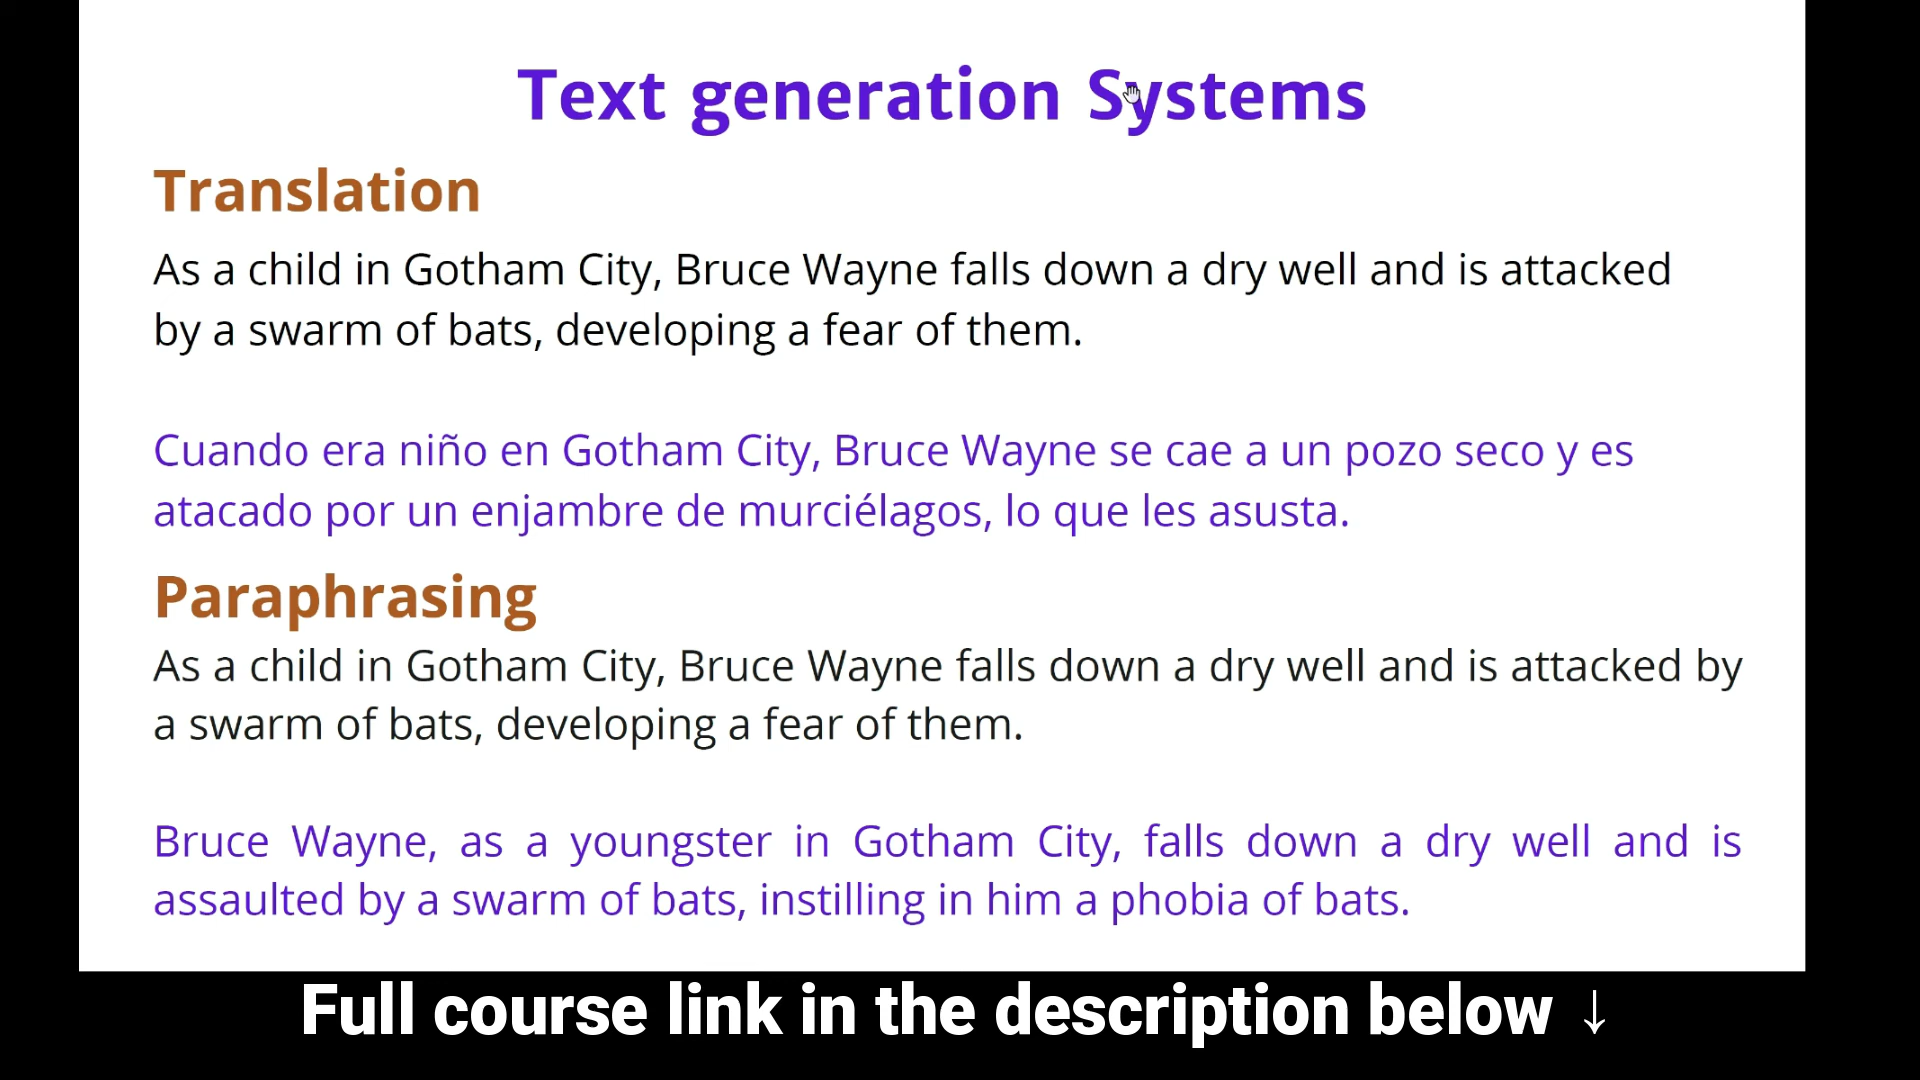 Text generation Systems
Translation
As a child in Gotham City, Bruce Wayne falls down a dry well and is attacked
by a swarm of bats, developing a fear of them.
Cuando era niño en Gotham City, Bruce Wayne se cae a un pozo seco y es
atacado por un enjambre de murciélagos, lo que les asusta.
Paraphrasing
As a child in Gotham City, Bruce Wayne falls down a dry well and is attacked by
a swarm of bats, developing a fear of them.
Bruce Wayne, as a youngster in Gotham City, falls down a dry well and is
assaulted by a swarm of bats, instilling in him a phobia of bats.
Full course link in the description below ↓